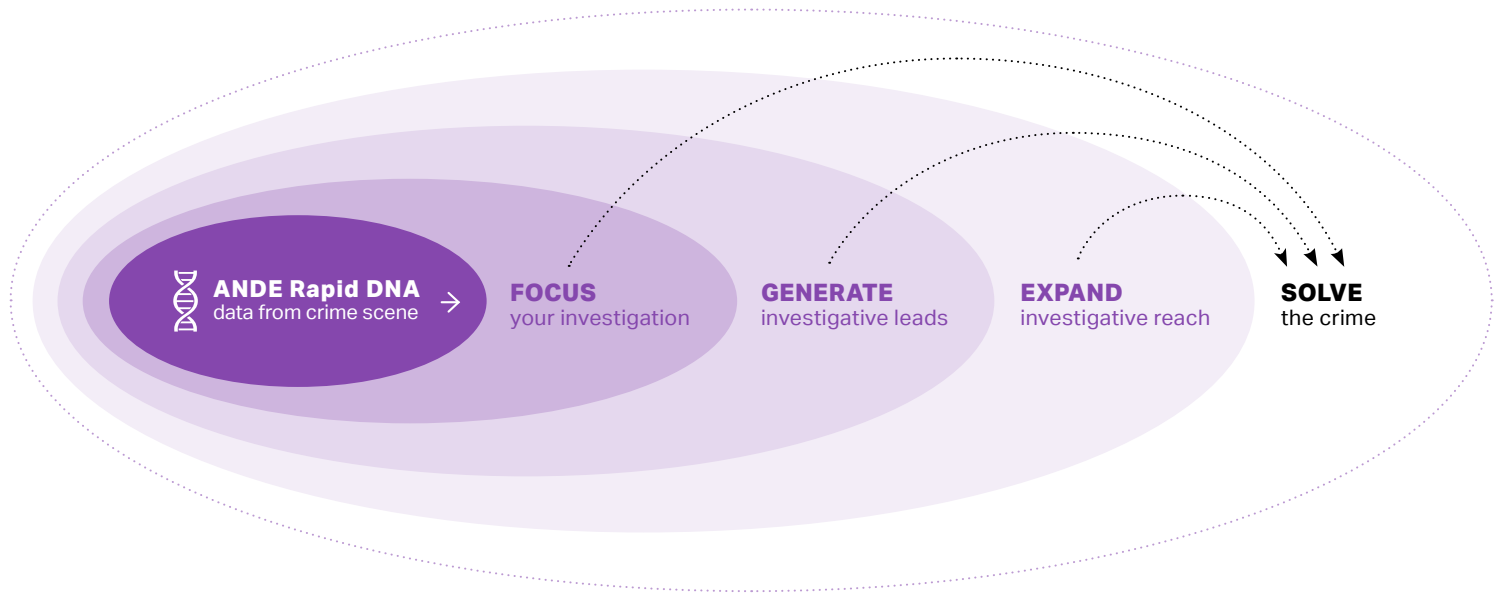 ANDE Rapid DNA
data from crime scene
FOCUS
your investigation
GENERATE
investigative leads
EXPAND
investigative reach
SOLVE
the crime